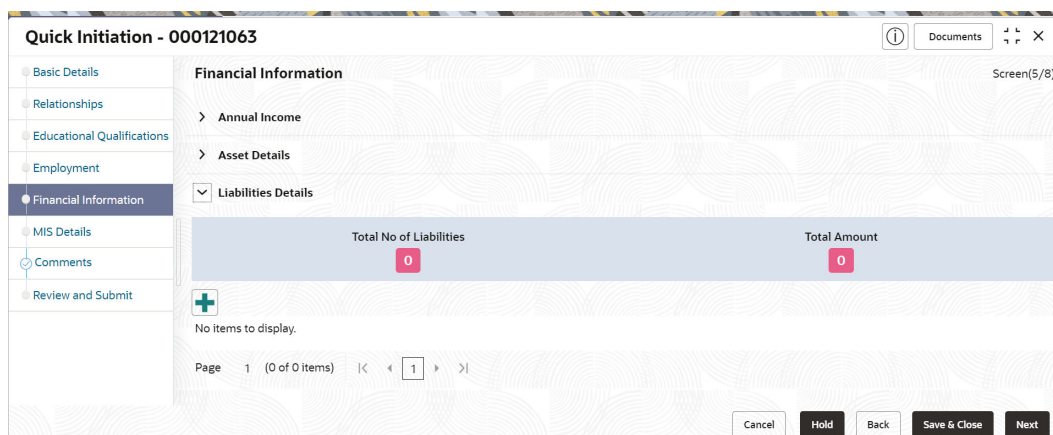 Quick Initiation - 000121063
Documents
Basic Details
Relationships
Educational Qualifications
Employment
Financial Information
MIS Details
Comments
Review and Submit
Financial Information
Screen(5/8)
Annual Income
Asset Details
Liabilities Details
Total No of Liabilities
0
Total Amount
0
No items to display.
Page 1 (0 of 0 items) 1
Cancel Hold Back Save & Close Next